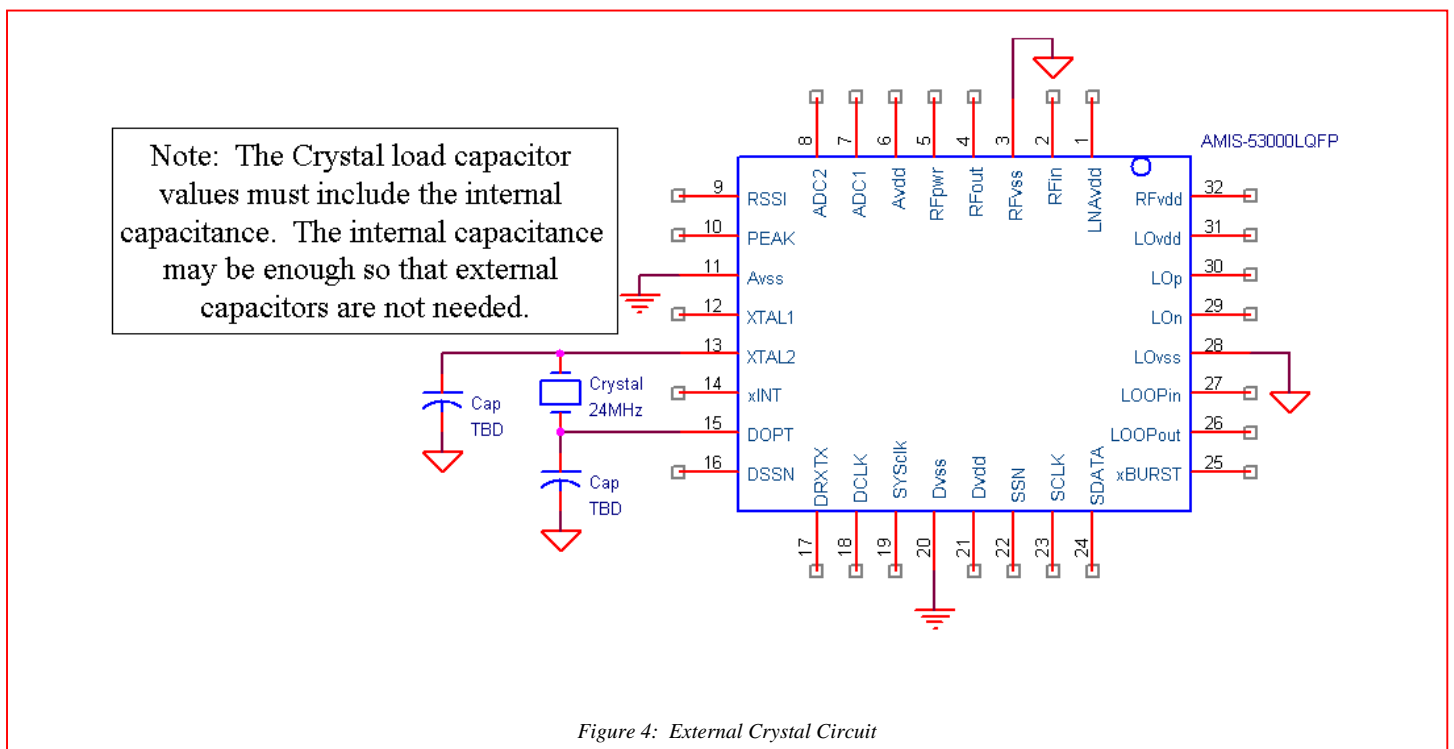 Note: The Crystal load capacitor
values must include the internal
capacitance. The internal capacitance
may be enough so that external
capacitors are not needed.
AMIS-53000LQFP
8
7
6
5
4
3
2
1
ADC2
ADC1
Avdd
RFpwr
RFout
RFvss
RFin
LNAvdd
9 RSSI
10 PEAK
11 Avss
12 XTAL1
13 XTAL2
14 xINT
15 DOPT
16 DSSN
RFvdd 32
LOvdd 31
LOp 30
LOn 29
LOvss 28
LOOPin 27
LOOPout 26
xBURST 25
Crystal
24MHz
Cap
TBD
Cap
TBD
DRXTX
DCLK
SYSclk
Dvss
Dvdd
SSN
SCLK
SDATA
17
18
19
20
21
22
23
24
Figure 4: External Crystal Circuit